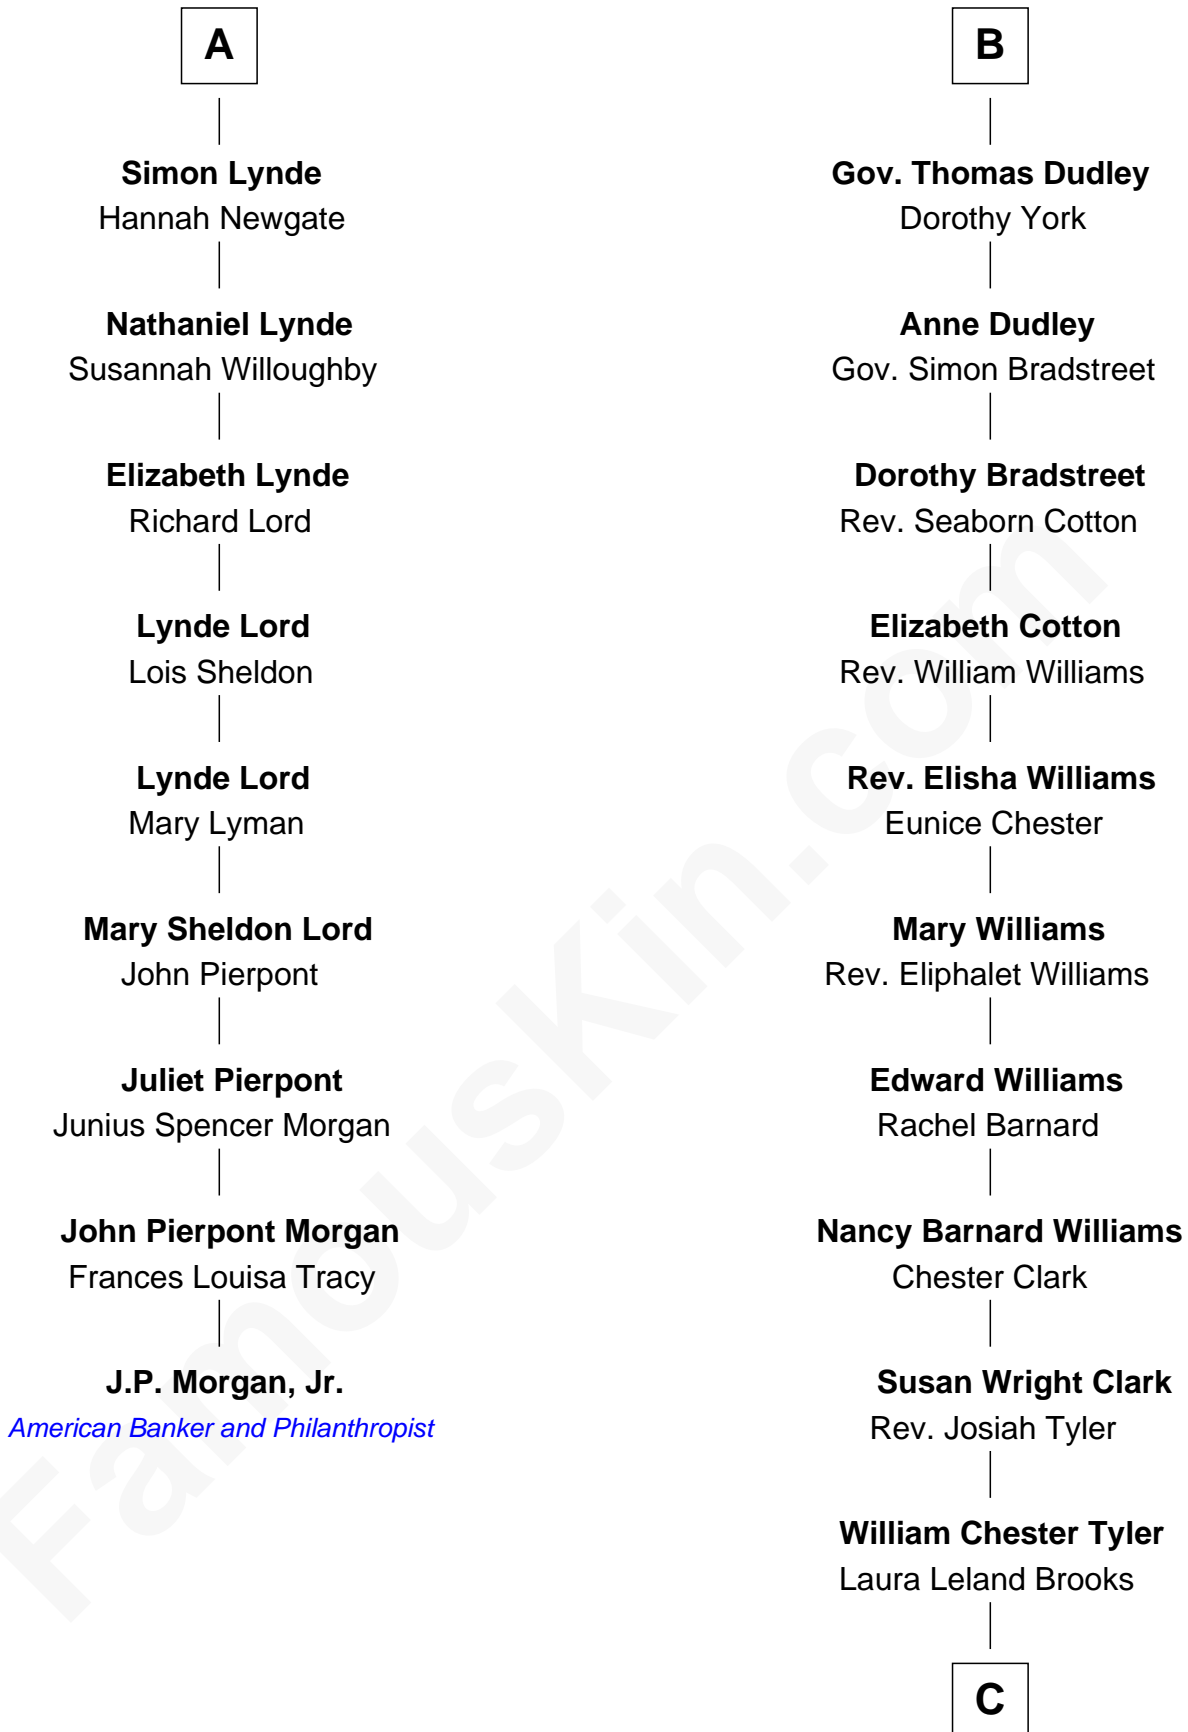 A
Simon Lynde
Hannah Newgate
Nathaniel Lynde
Susannah Willoughby
Elizabeth Lynde
Richard Lord
Lynde Lord
Lois Sheldon
Lynde Lord
Mary Lyman
Mary Sheldon Lord
John Pierpont
Juliet Pierpont
Junius Spencer Morgan
John Pierpont Morgan
Frances Louisa Tracy
J.P. Morgan, Jr.
American Banker and Philanthropist
B
Gov. Thomas Dudley
Dorothy York
Anne Dudley
Gov. Simon Bradstreet
Dorothy Bradstreet
Rev. Seaborn Cotton
Elizabeth Cotton
Rev. William Williams
Rev. Elisha Williams
Eunice Chester
Mary Williams
Rev. Eliphalet Williams
Edward Williams
Rachel Barnard
Nancy Barnard Williams
Chester Clark
Susan Wright Clark
Rev. Josiah Tyler
William Chester Tyler
Laura Leland Brooks
C
FamousKin.com